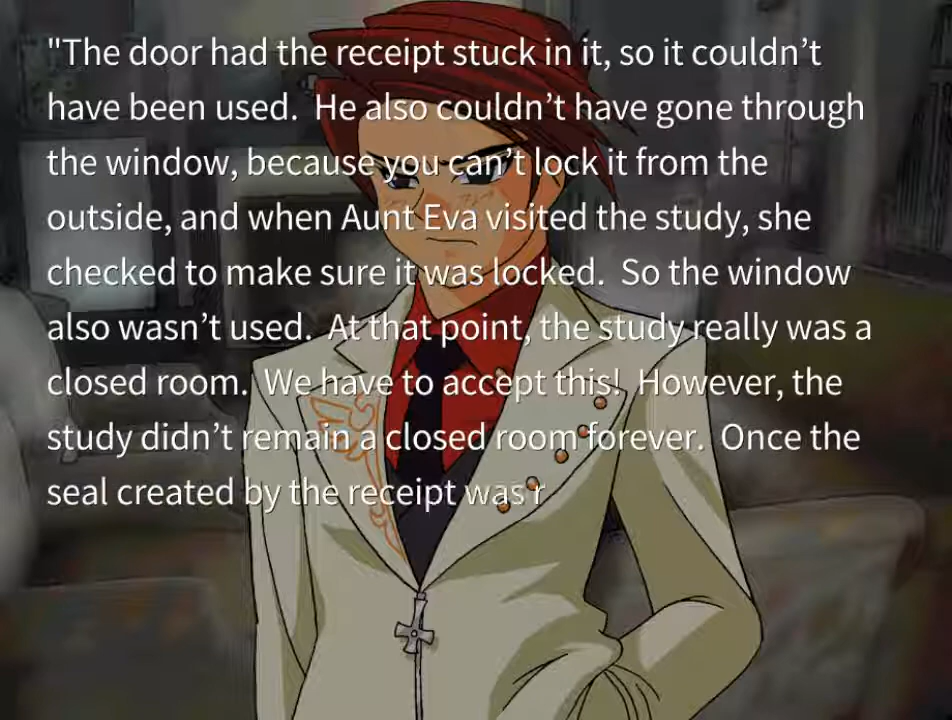 "The door had the receipt stuck in it, so it couldn’t
have been used.  He also couldn’t have gone through
the window, because you can’t lock it from the
outside, and when Aunt Eva visited the study, she
checked to make sure it was locked.  So the window
also wasn’t used.  At that point, the study really was a
closed room.  We have to accept this!  However, the
study didn’t remain a closed room forever.  Once the
seal created by the receipt was r